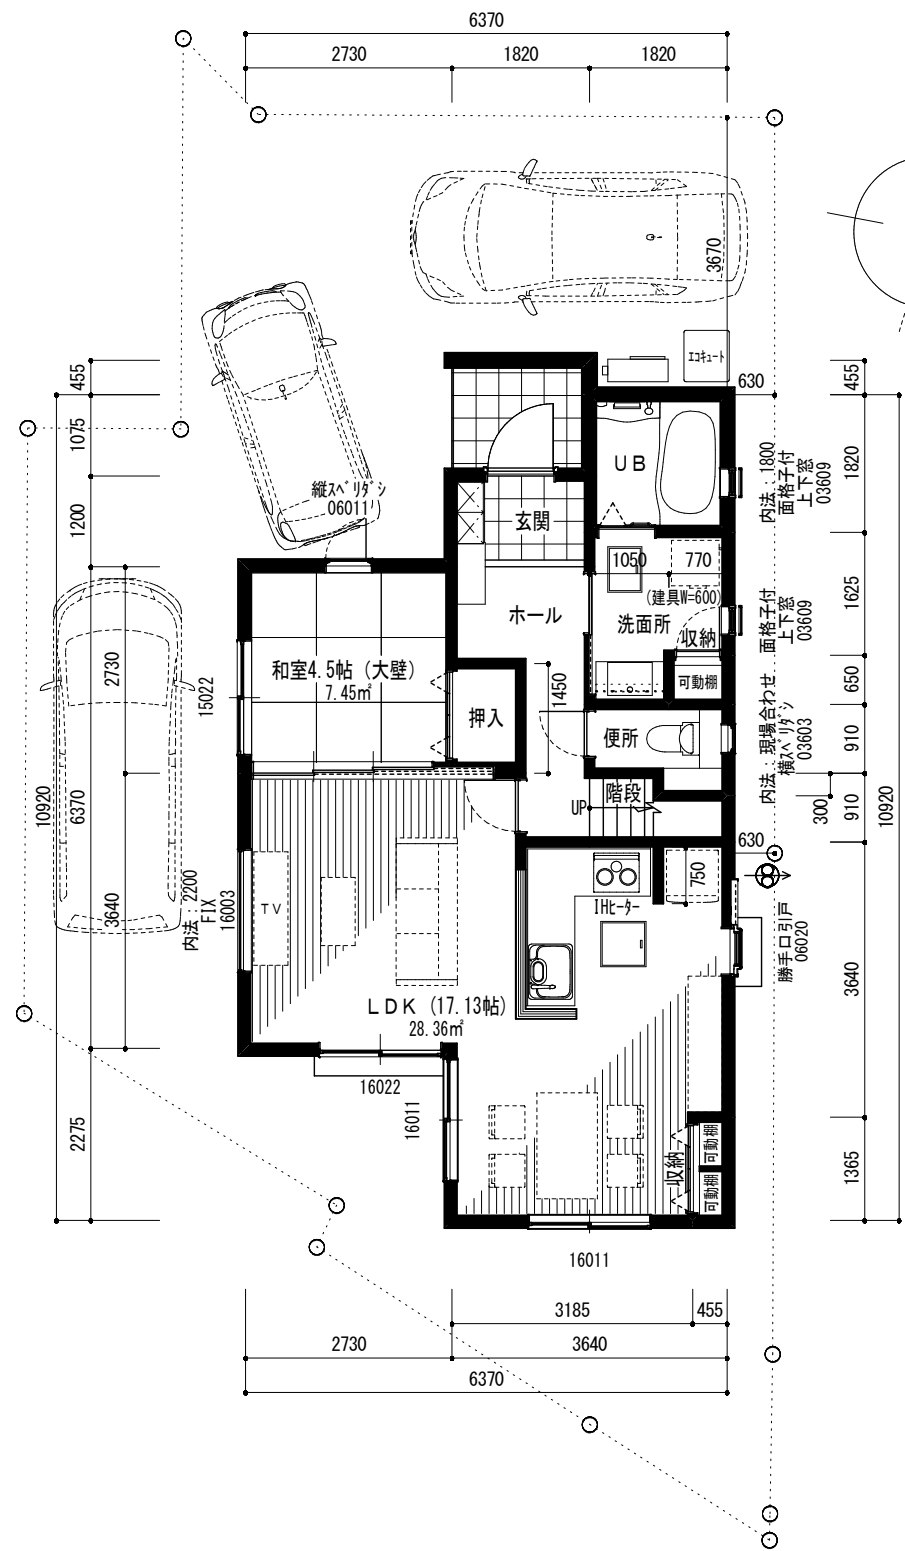 6370
2730
1820
1820
3670
エコキュート
630
455
1075
1200
455
1820
1625
650
910
910
300
10920
3640
1365
10920
2730
6370
3640
2275
縦スベリダシ
06011
UB
内法：1800
面格子付
上下窓
03609
玄関
1050
770
(建具W=600)
ホール
洗面所
収納
可動棚
面格子付
上下窓
03609
和室4.5帖（大壁）
7.45㎡
15022
1450
押入
便所
内法：現場合わせ
横スベリダシ
03603
階段
UP
630
750
IHヒーター
TV
内法：2200
FIX
16003
勝手口引戸
06020
LDK（17.13帖）
28.36㎡
16022
16011
収納
可動棚
可動棚
16011
3185
455
2730
3640
6370